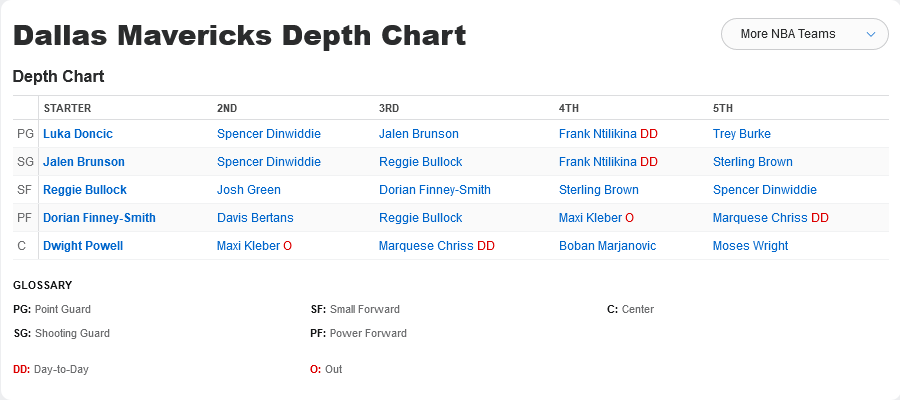 Dallas Mavericks Depth Chart
More NBA Teams
Depth Chart
STARTER 2ND 3RD 4TH 5TH
PG Luka Doncic Spencer Dinwiddie Jalen Brunson Frank Ntilikina DD Trey Burke
SG Jalen Brunson Spencer Dinwiddie Reggie Bullock Frank Ntilikina DD Sterling Brown
SF Reggie Bullock Josh Green Dorian Finney-Smith Sterling Brown Spencer Dinwiddie
PF Dorian Finney-Smith Davis Bertans Reggie Bullock Maxi Kleber O Marquese Chriss DD
C Dwight Powell Maxi Kleber O Marquese Chriss DD Boban Marjanovic Moses Wright
GLOSSARY
PG: Point Guard SF: Small Forward C: Center
SG: Shooting Guard PF: Power Forward
DD: Day-to-Day O: Out